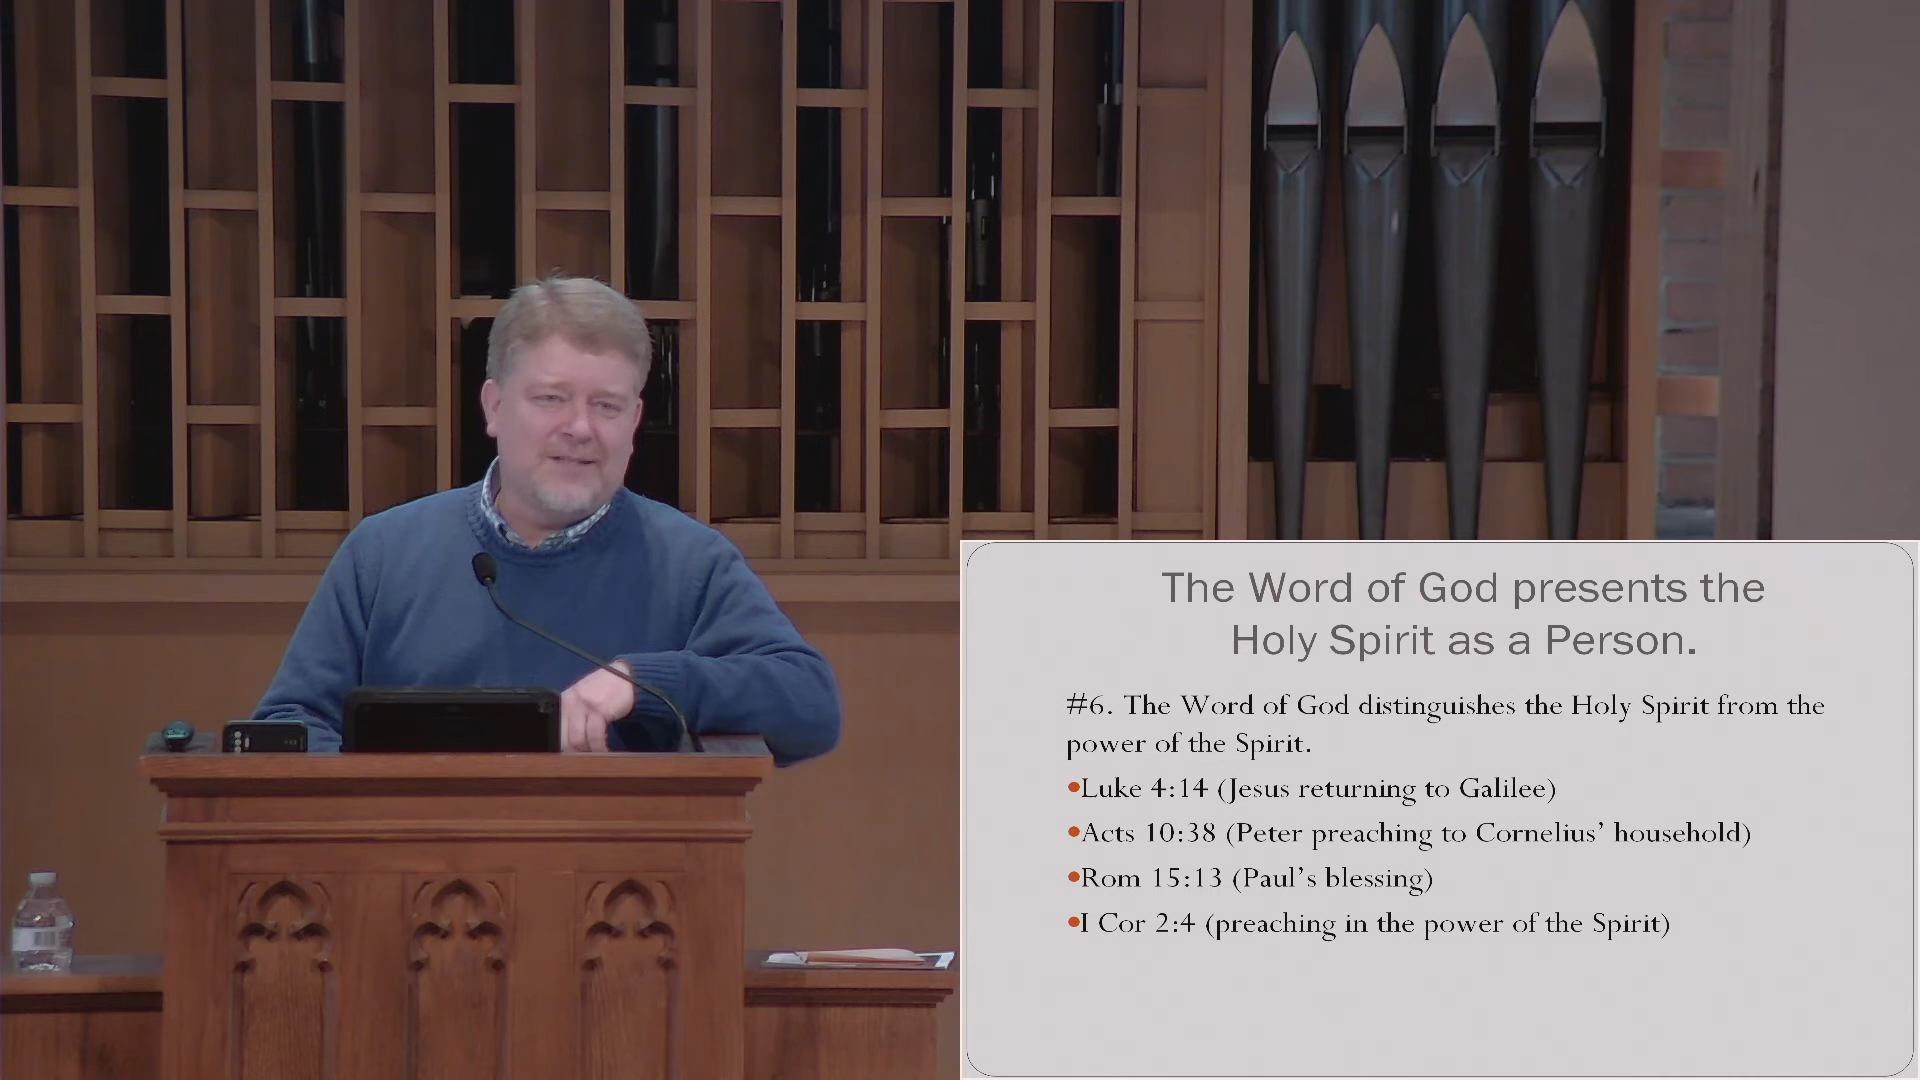 The Word of God presents the
Holy Spirit as a Person.
#6. The Word of God distinguishes the Holy Spirit from the
power of the Spirit.
•Luke 4:14 (Jesus returning to Galilee)
•Acts 10:38 (Peter preaching to Cornelius’ household)
•Rom 15:13 (Paul’s blessing)
•I Cor 2:4 (preaching in the power of the Spirit)